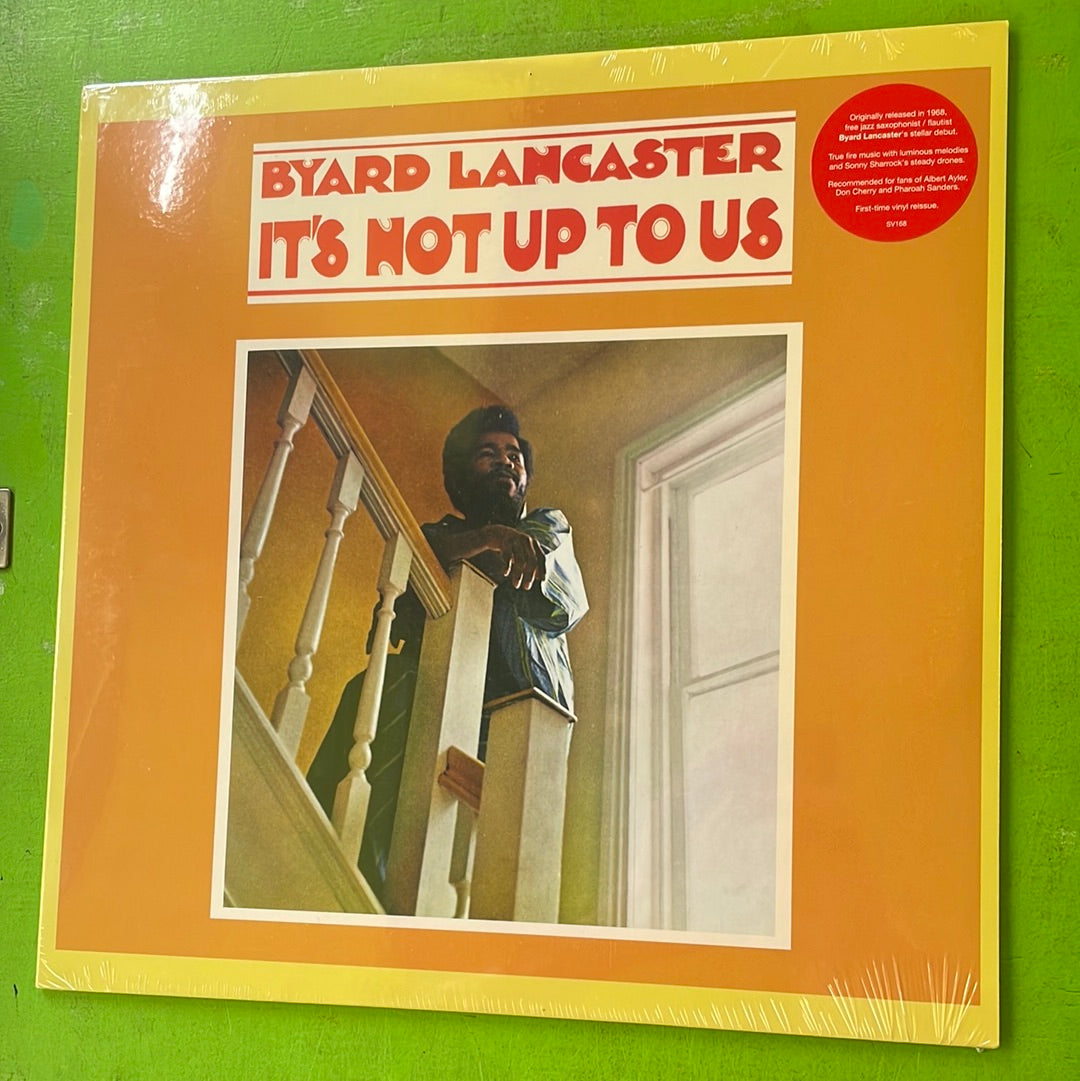 BYARD LANCASTER
IT'S NOT UP TO US
Originally released in 1968,
free jazz saxophonist / flautist
Byard Lancaster's stellar debut.
True fire music with luminous melodies
and Sonny Sharrock's steady drones.
Recommended for fans of Albert Ayler,
Don Cherry and Pharoah Sanders.
First-time vinyl reissue.
SV168